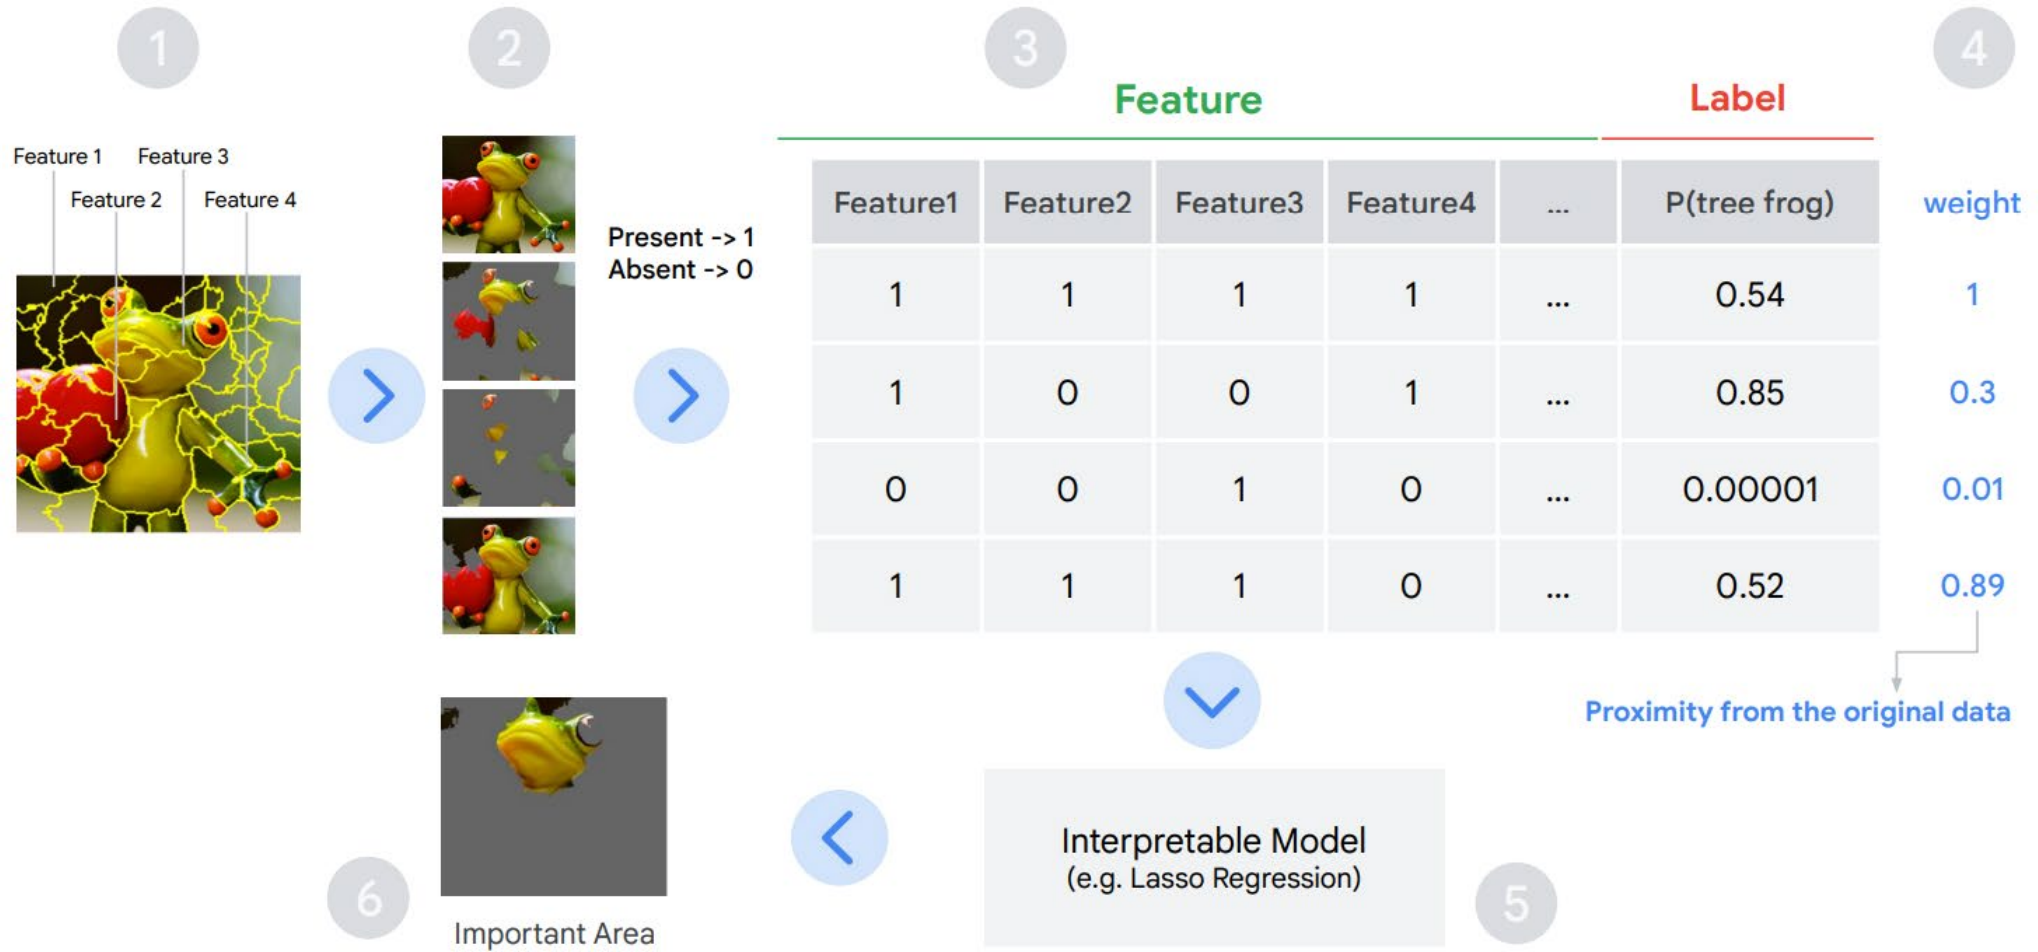 1
2
3
4
Feature
Label
Feature 1
Feature 3
Feature 2
Feature 4
Present -> 1
Absent -> 0
Feature1 Feature2 Feature3 Feature4 ... P(tree frog) weight
1 1 1 1 ... 0.54 1
1 0 0 1 ... 0.85 0.3
0 0 1 0 ... 0.00001 0.01
1 1 1 0 ... 0.52 0.89
Proximity from the original data
Interpretable Model
(e.g. Lasso Regression)
5
6
Important Area